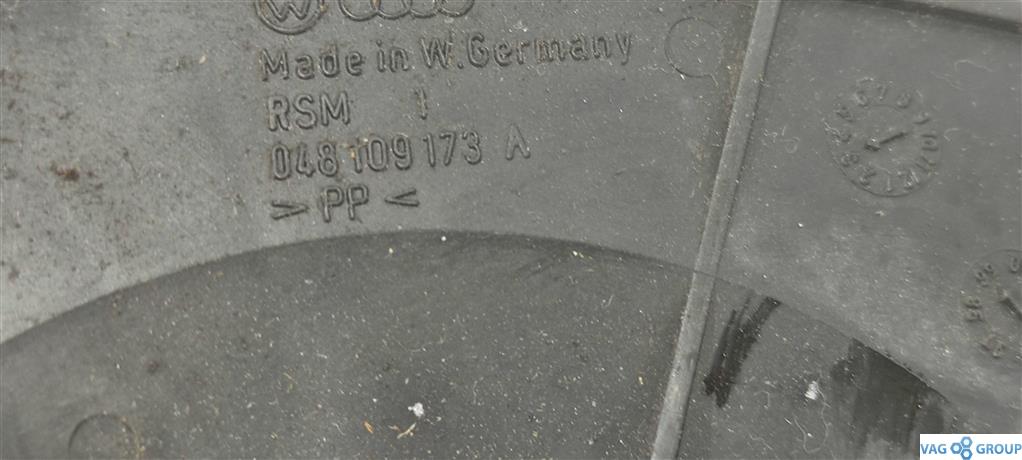 Made in W.Germany
RSM 1
048 109 173 A
> PP <
VAG GROUP